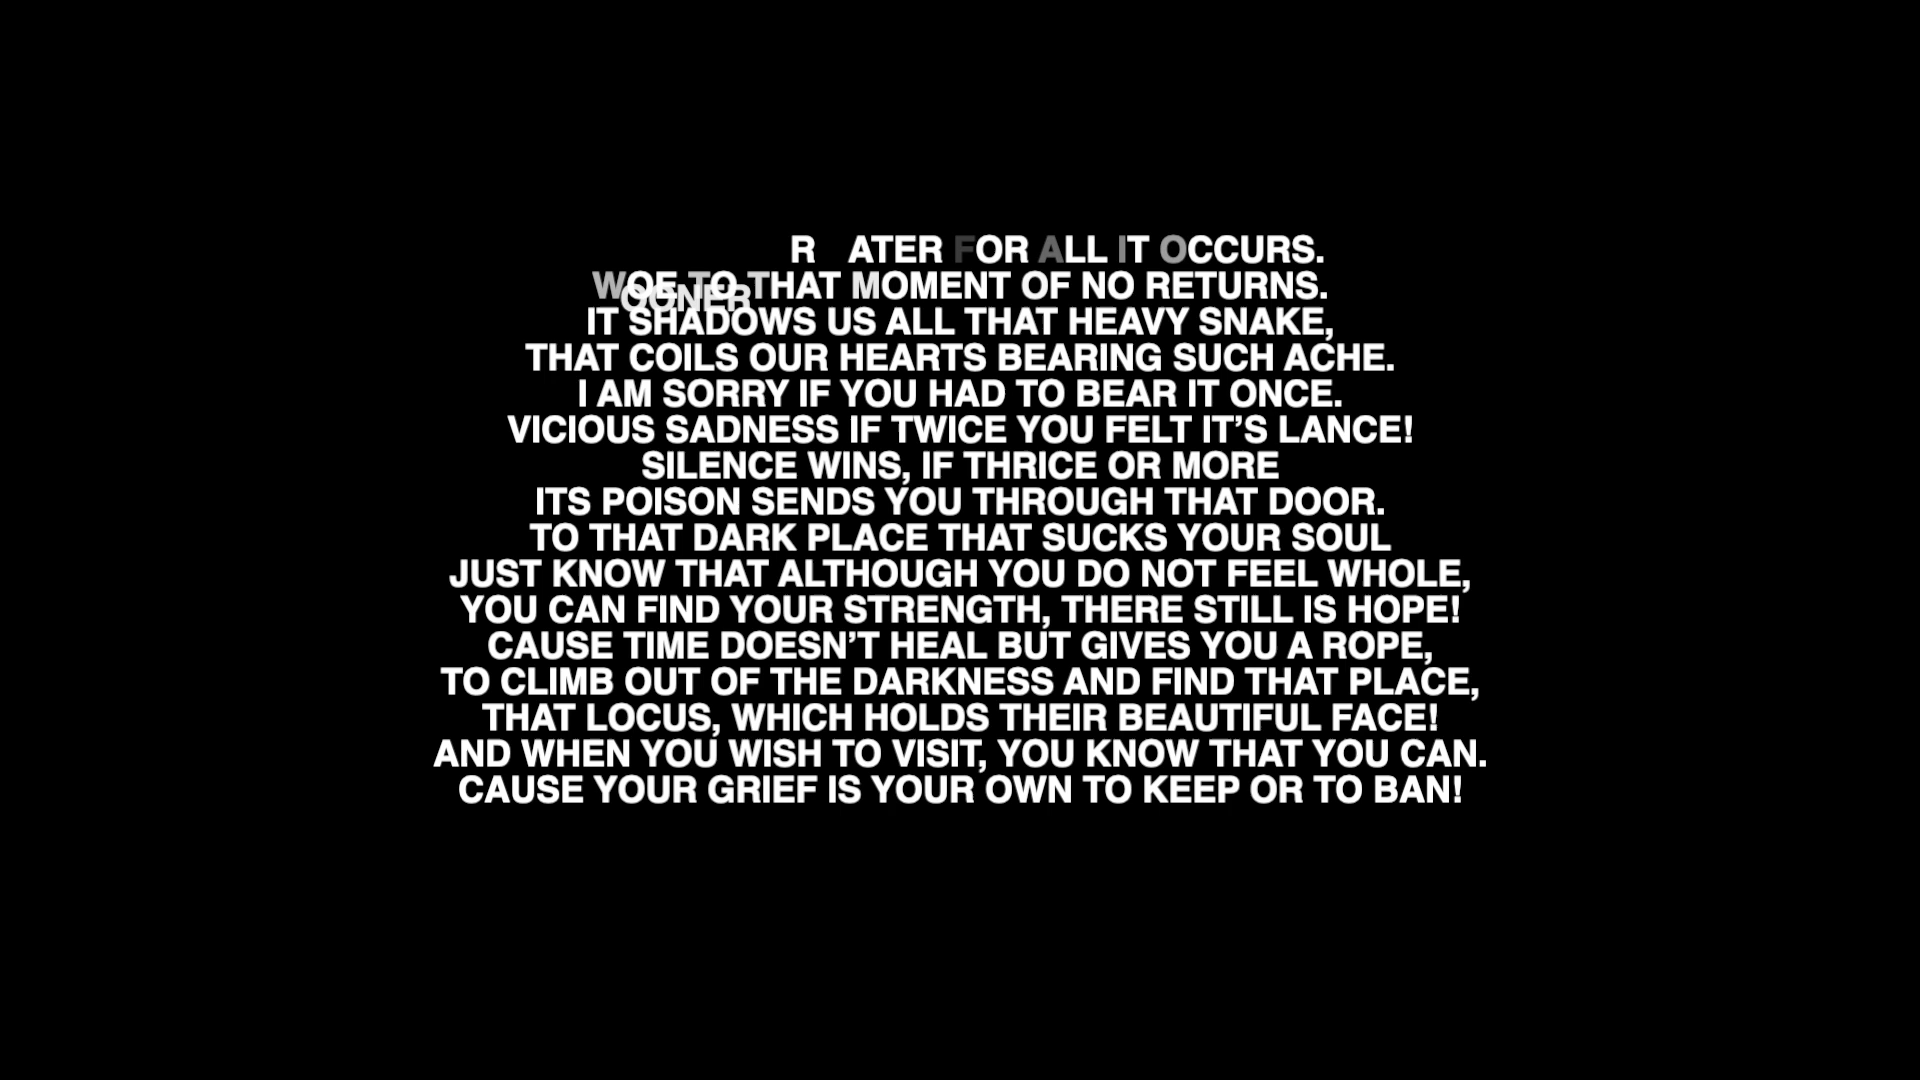 R ATER FOR ALL IT OCCURS.
WOE TO THAT MOMENT OF NO RETURNS.
OONER
IT SHADOWS US ALL THAT HEAVY SNAKE,
THAT COILS OUR HEARTS BEARING SUCH ACHE.
I AM SORRY IF YOU HAD TO BEAR IT ONCE.
VICIOUS SADNESS IF TWICE YOU FELT IT’S LANCE!
SILENCE WINS, IF THRICE OR MORE
ITS POISON SENDS YOU THROUGH THAT DOOR.
TO THAT DARK PLACE THAT SUCKS YOUR SOUL
JUST KNOW THAT ALTHOUGH YOU DO NOT FEEL WHOLE,
YOU CAN FIND YOUR STRENGTH, THERE STILL IS HOPE!
CAUSE TIME DOESN’T HEAL BUT GIVES YOU A ROPE,
TO CLIMB OUT OF THE DARKNESS AND FIND THAT PLACE,
THAT LOCUS, WHICH HOLDS THEIR BEAUTIFUL FACE!
AND WHEN YOU WISH TO VISIT, YOU KNOW THAT YOU CAN.
CAUSE YOUR GRIEF IS YOUR OWN TO KEEP OR TO BAN!